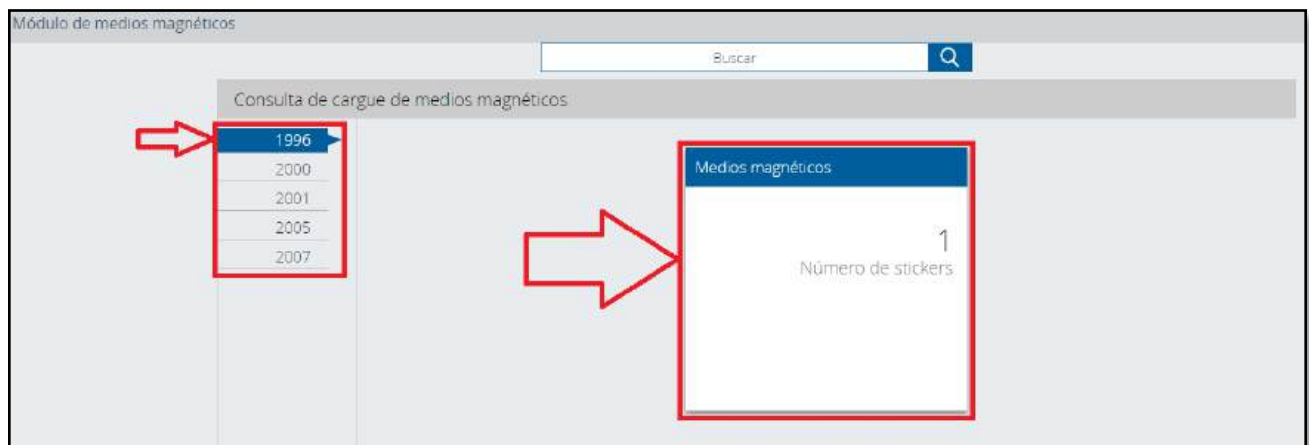 Módulo de medios magnéticos
Buscar
Consulta de cargue de medios magnéticos
1996
2000
2001
2005
2007
Medios magnéticos
1
Número de stickers